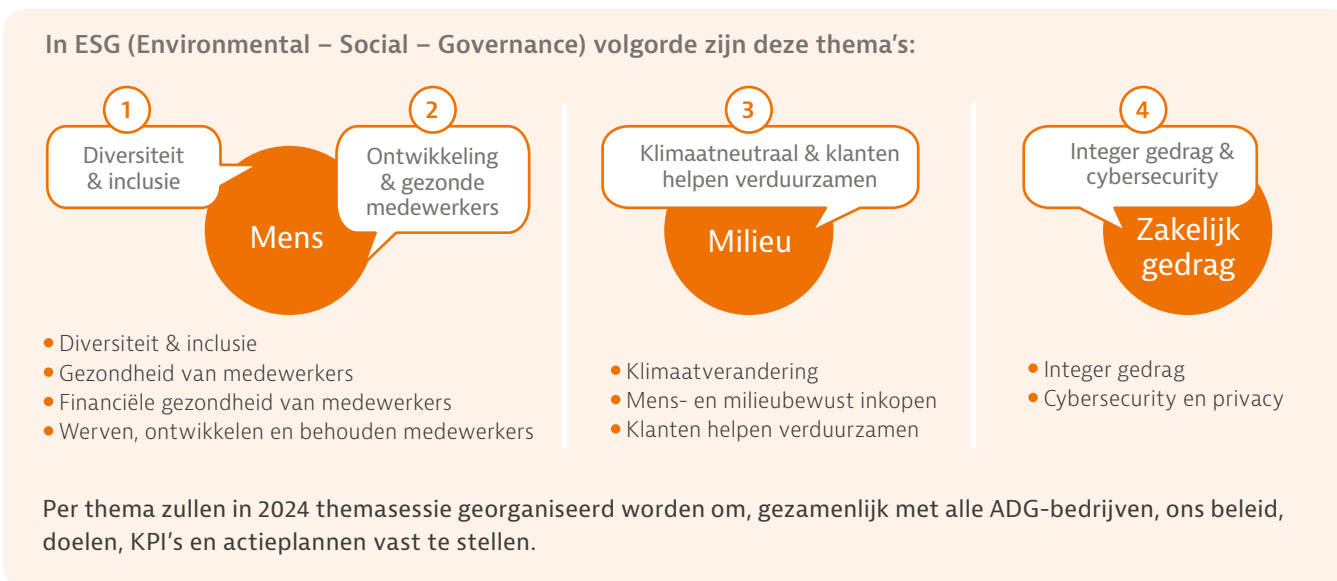 In ESG (Environmental – Social – Governance) volgorde zijn deze thema's:
1
Diversiteit
& inclusie
2
Ontwikkeling
& gezonde
medewerkers
Mens
• Diversiteit & inclusie
• Gezondheid van medewerkers
• Financiële gezondheid van medewerkers
• Werven, ontwikkelen en behouden medewerkers
3
Klimaatneutraal & klanten
helpen verduurzamen
Milieu
• Klimaatverandering
• Mens- en milieubewust inkopen
• Klanten helpen verduurzamen
4
Integer gedrag &
cybersecurity
Zakelijk
gedrag
• Integer gedrag
• Cybersecurity en privacy
Per thema zullen in 2024 themasessie georganiseerd worden om, gezamenlijk met alle ADG-bedrijven, ons beleid,
doelen, KPI's en actieplannen vast te stellen.